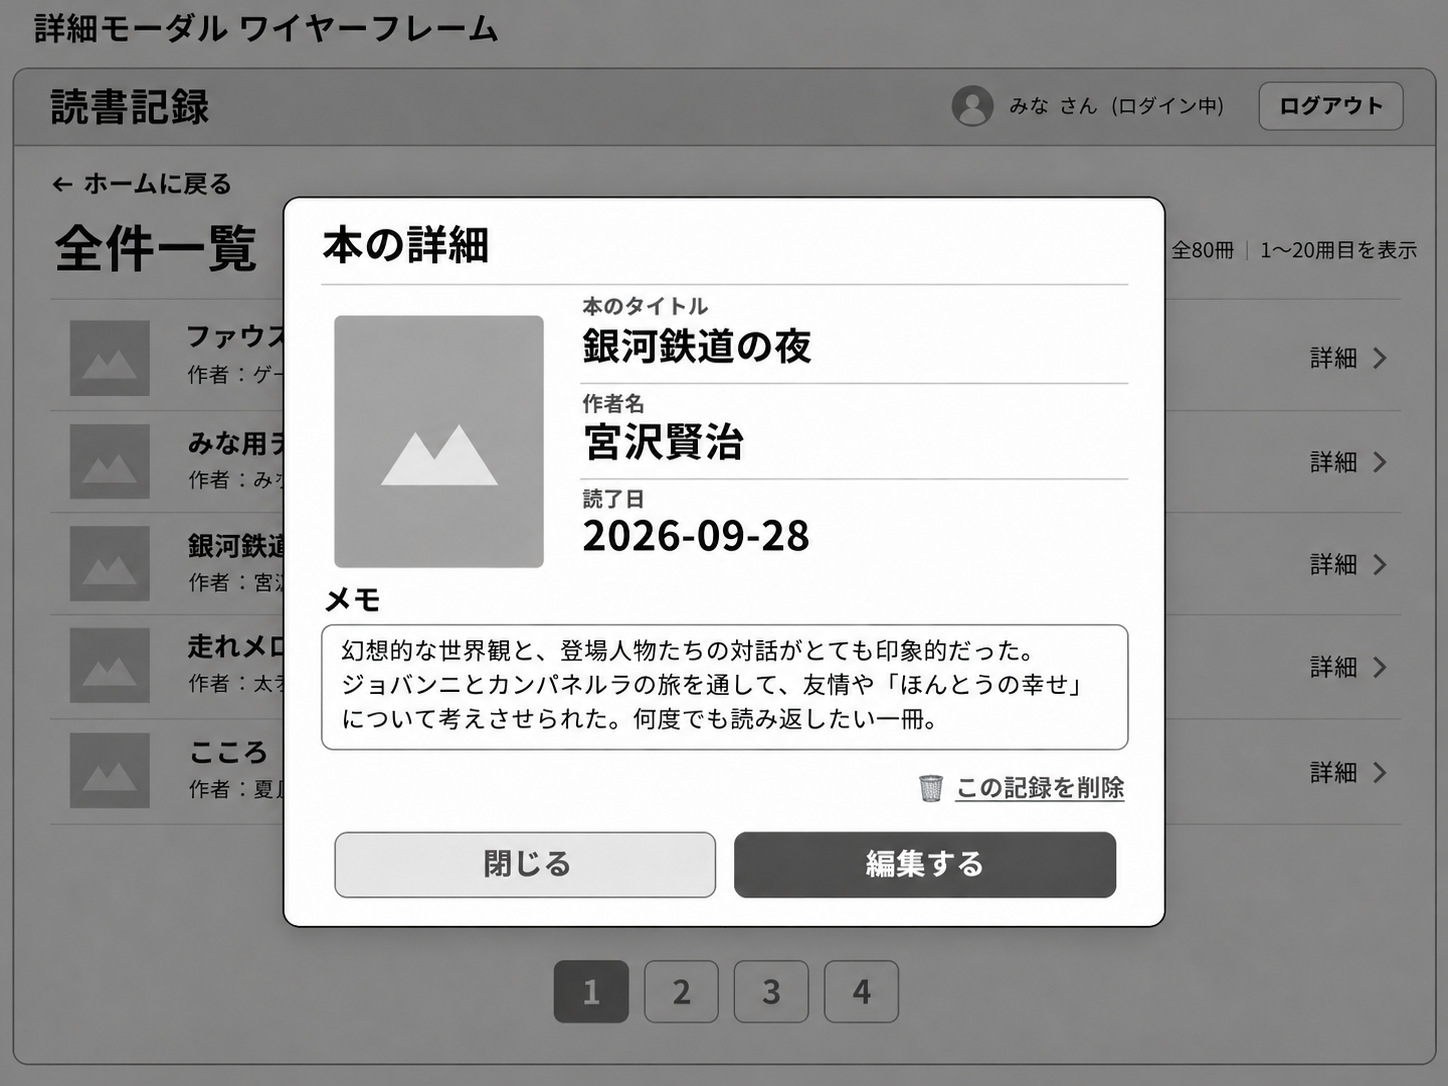 詳細モーダル ワイヤーフレーム
読書記録
みな さん (ログイン中)
ログアウト
← ホームに戻る
全件一覧
全80冊 | 1〜20用目を表示
ファウス
作者：ゲー
詳細 >
みな用テ
作者：み
詳細 >
銀河鉄道
作者：宮
詳細 >
走れメロ
作者：太
詳細 >
こころ
作者：夏
詳細 >
本の詳細
本のタイトル
銀河鉄道の夜
作者名
宮沢賢治
読了日
2026-09-28
メモ
幻想的な世界観と、登場人物たちの対話がとても印象的だった。
ジョバンニとカンパネルラの旅を通して、友情や「ほんとうの幸せ」
について考えさせられた。何度でも読み返したい一冊。
この記録を削除
閉じる
編集する
1
2
3
4